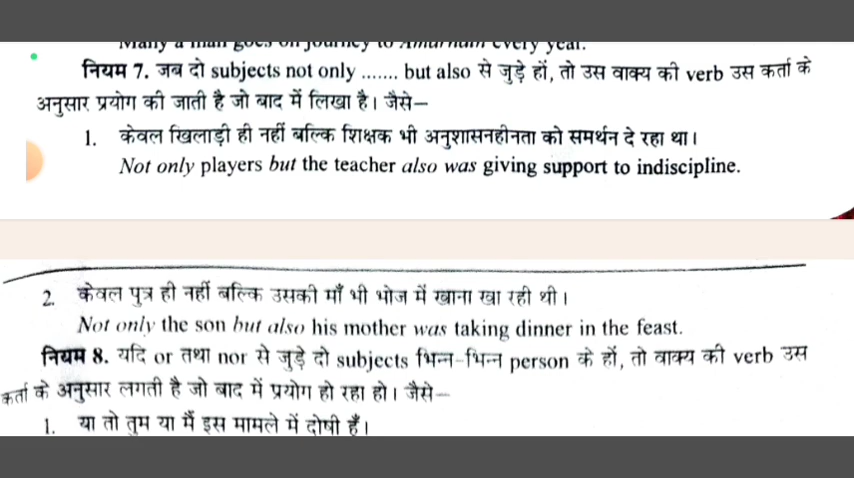 Many a man goes on journey to Amarnath every year.
नियम 7. जब दो subjects not only ....... but also से जुड़े हों, तो उस वाक्य की verb उस कर्ता के
अनुसार प्रयोग की जाती है जो बाद में लिखा है। जैसे—
1. केवल खिलाड़ी ही नहीं बल्कि शिक्षक भी अनुशासनहीनता को समर्थन दे रहा था।
Not only players but the teacher also was giving support to indiscipline.
2. केवल पुत्र ही नहीं बल्कि उसकी माँ भी भोज में खाना खा रही थी।
Not only the son but also his mother was taking dinner in the feast.
नियम 8. यदि or तथा nor से जुड़े दो subjects भिन्न-भिन्न person के हों, तो वाक्य की verb उस
कर्ता के अनुसार लगती है जो बाद में प्रयोग हो रहा हो। जैसे—
1. या तो तुम या मैं इस मामले में दोषी हूँ।